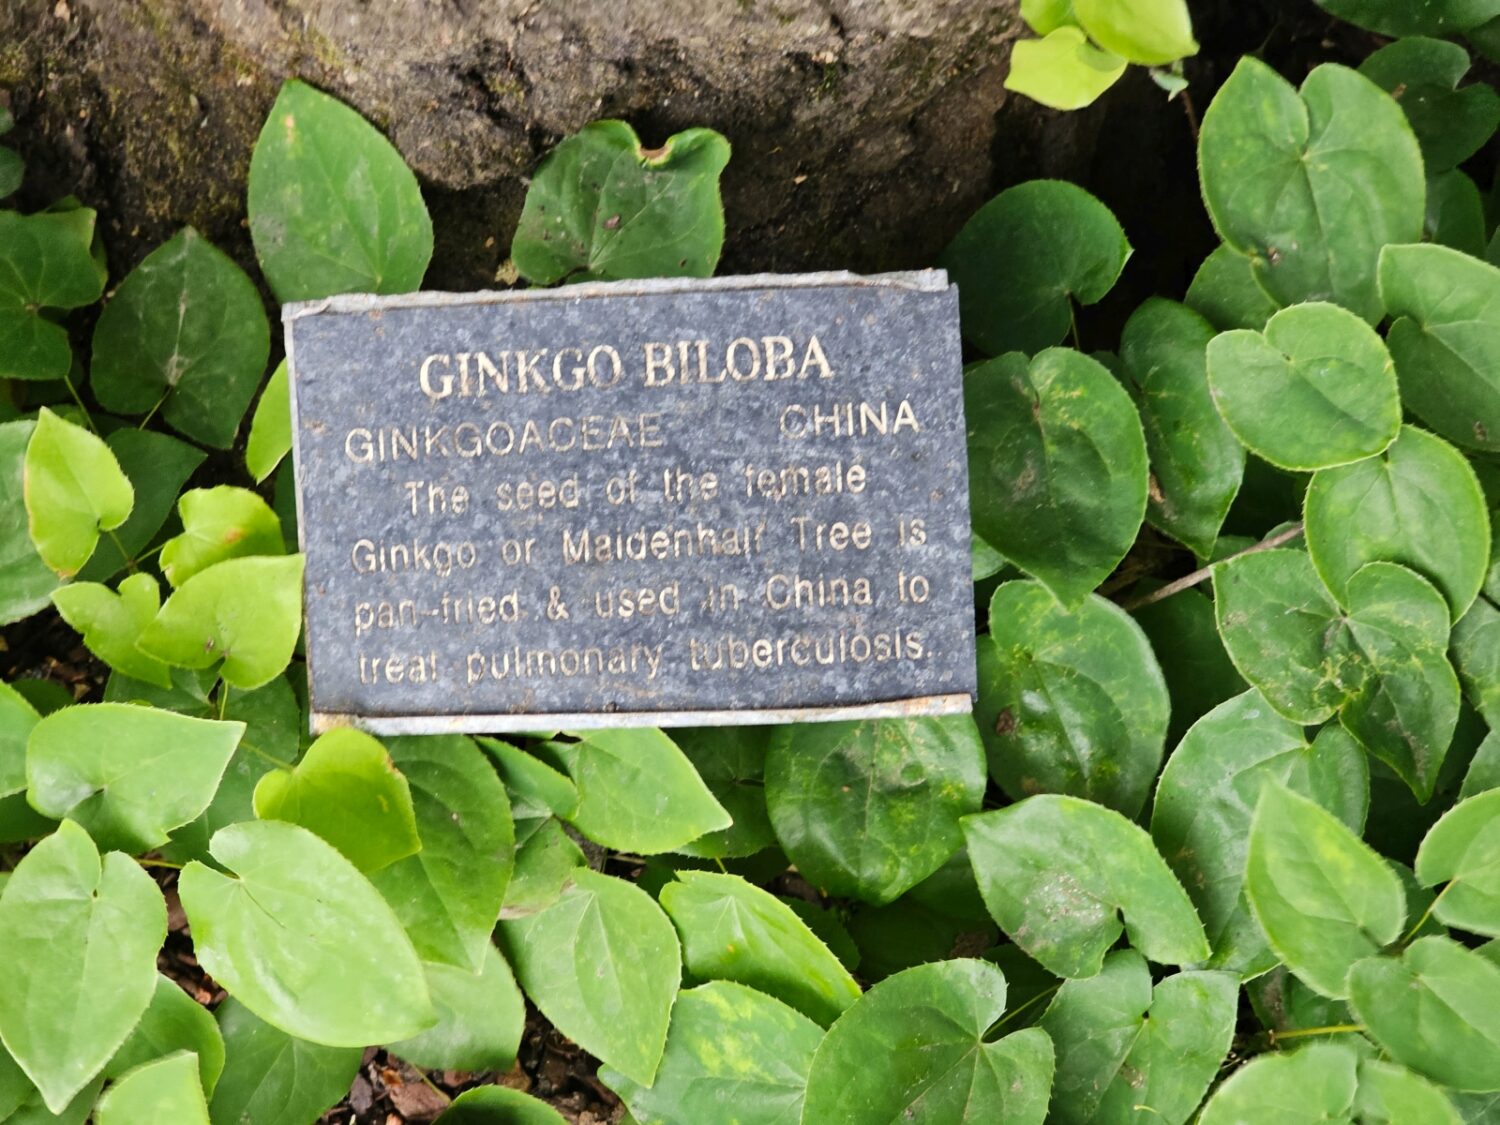 GINKGO BILOBA
GINKGOACEAE CHINA
The seed of the female
Ginkgo or Maidenhair Tree is
pan-fried & used in China to
treat pulmonary tuberculosis.